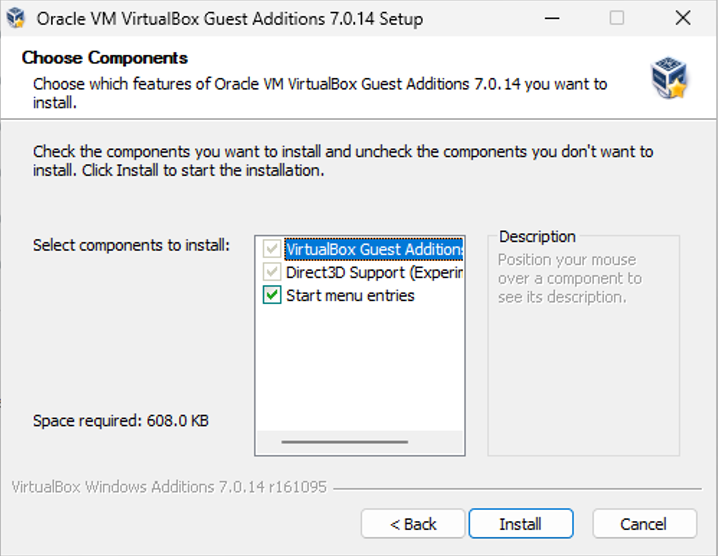 Oracle VM VirtualBox Guest Additions 7.0.14 Setup
Choose Components
Choose which features of Oracle VM VirtualBox Guest Additions 7.0.14 you want to
install.
Check the components you want to install and uncheck the components you don't want to
install. Click Install to start the installation.
Select components to install:
VirtualBox Guest Additions
Direct3D Support (Experim
Start menu entries
Description
Position your mouse
over a component to
see its description.
Space required: 608.0 KB
VirtualBox Windows Additions 7.0.14 r161095
< Back
Install
Cancel